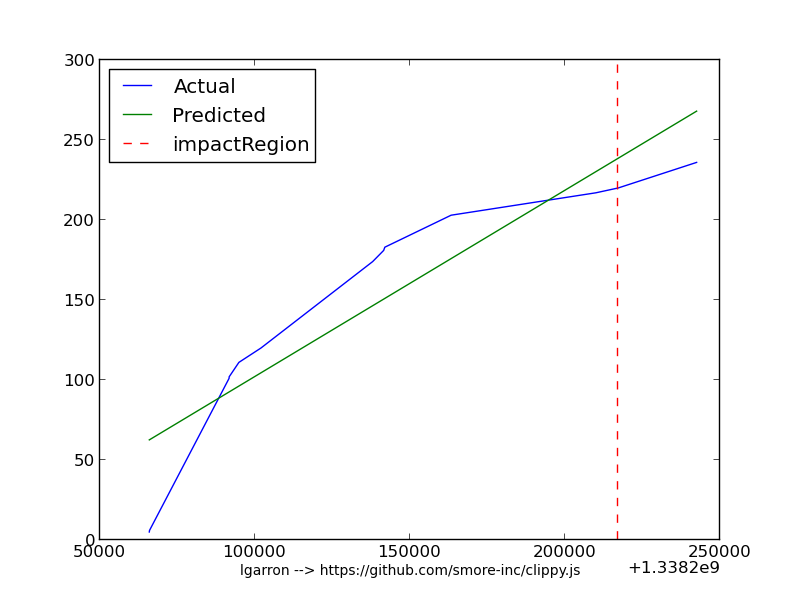 300
250
200
150
100
50
0
Actual
Predicted
impactRegion
50000 100000 150000 200000 250000
+1.3382e9
lgarron --> https://github.com/smore-inc/clippy.js